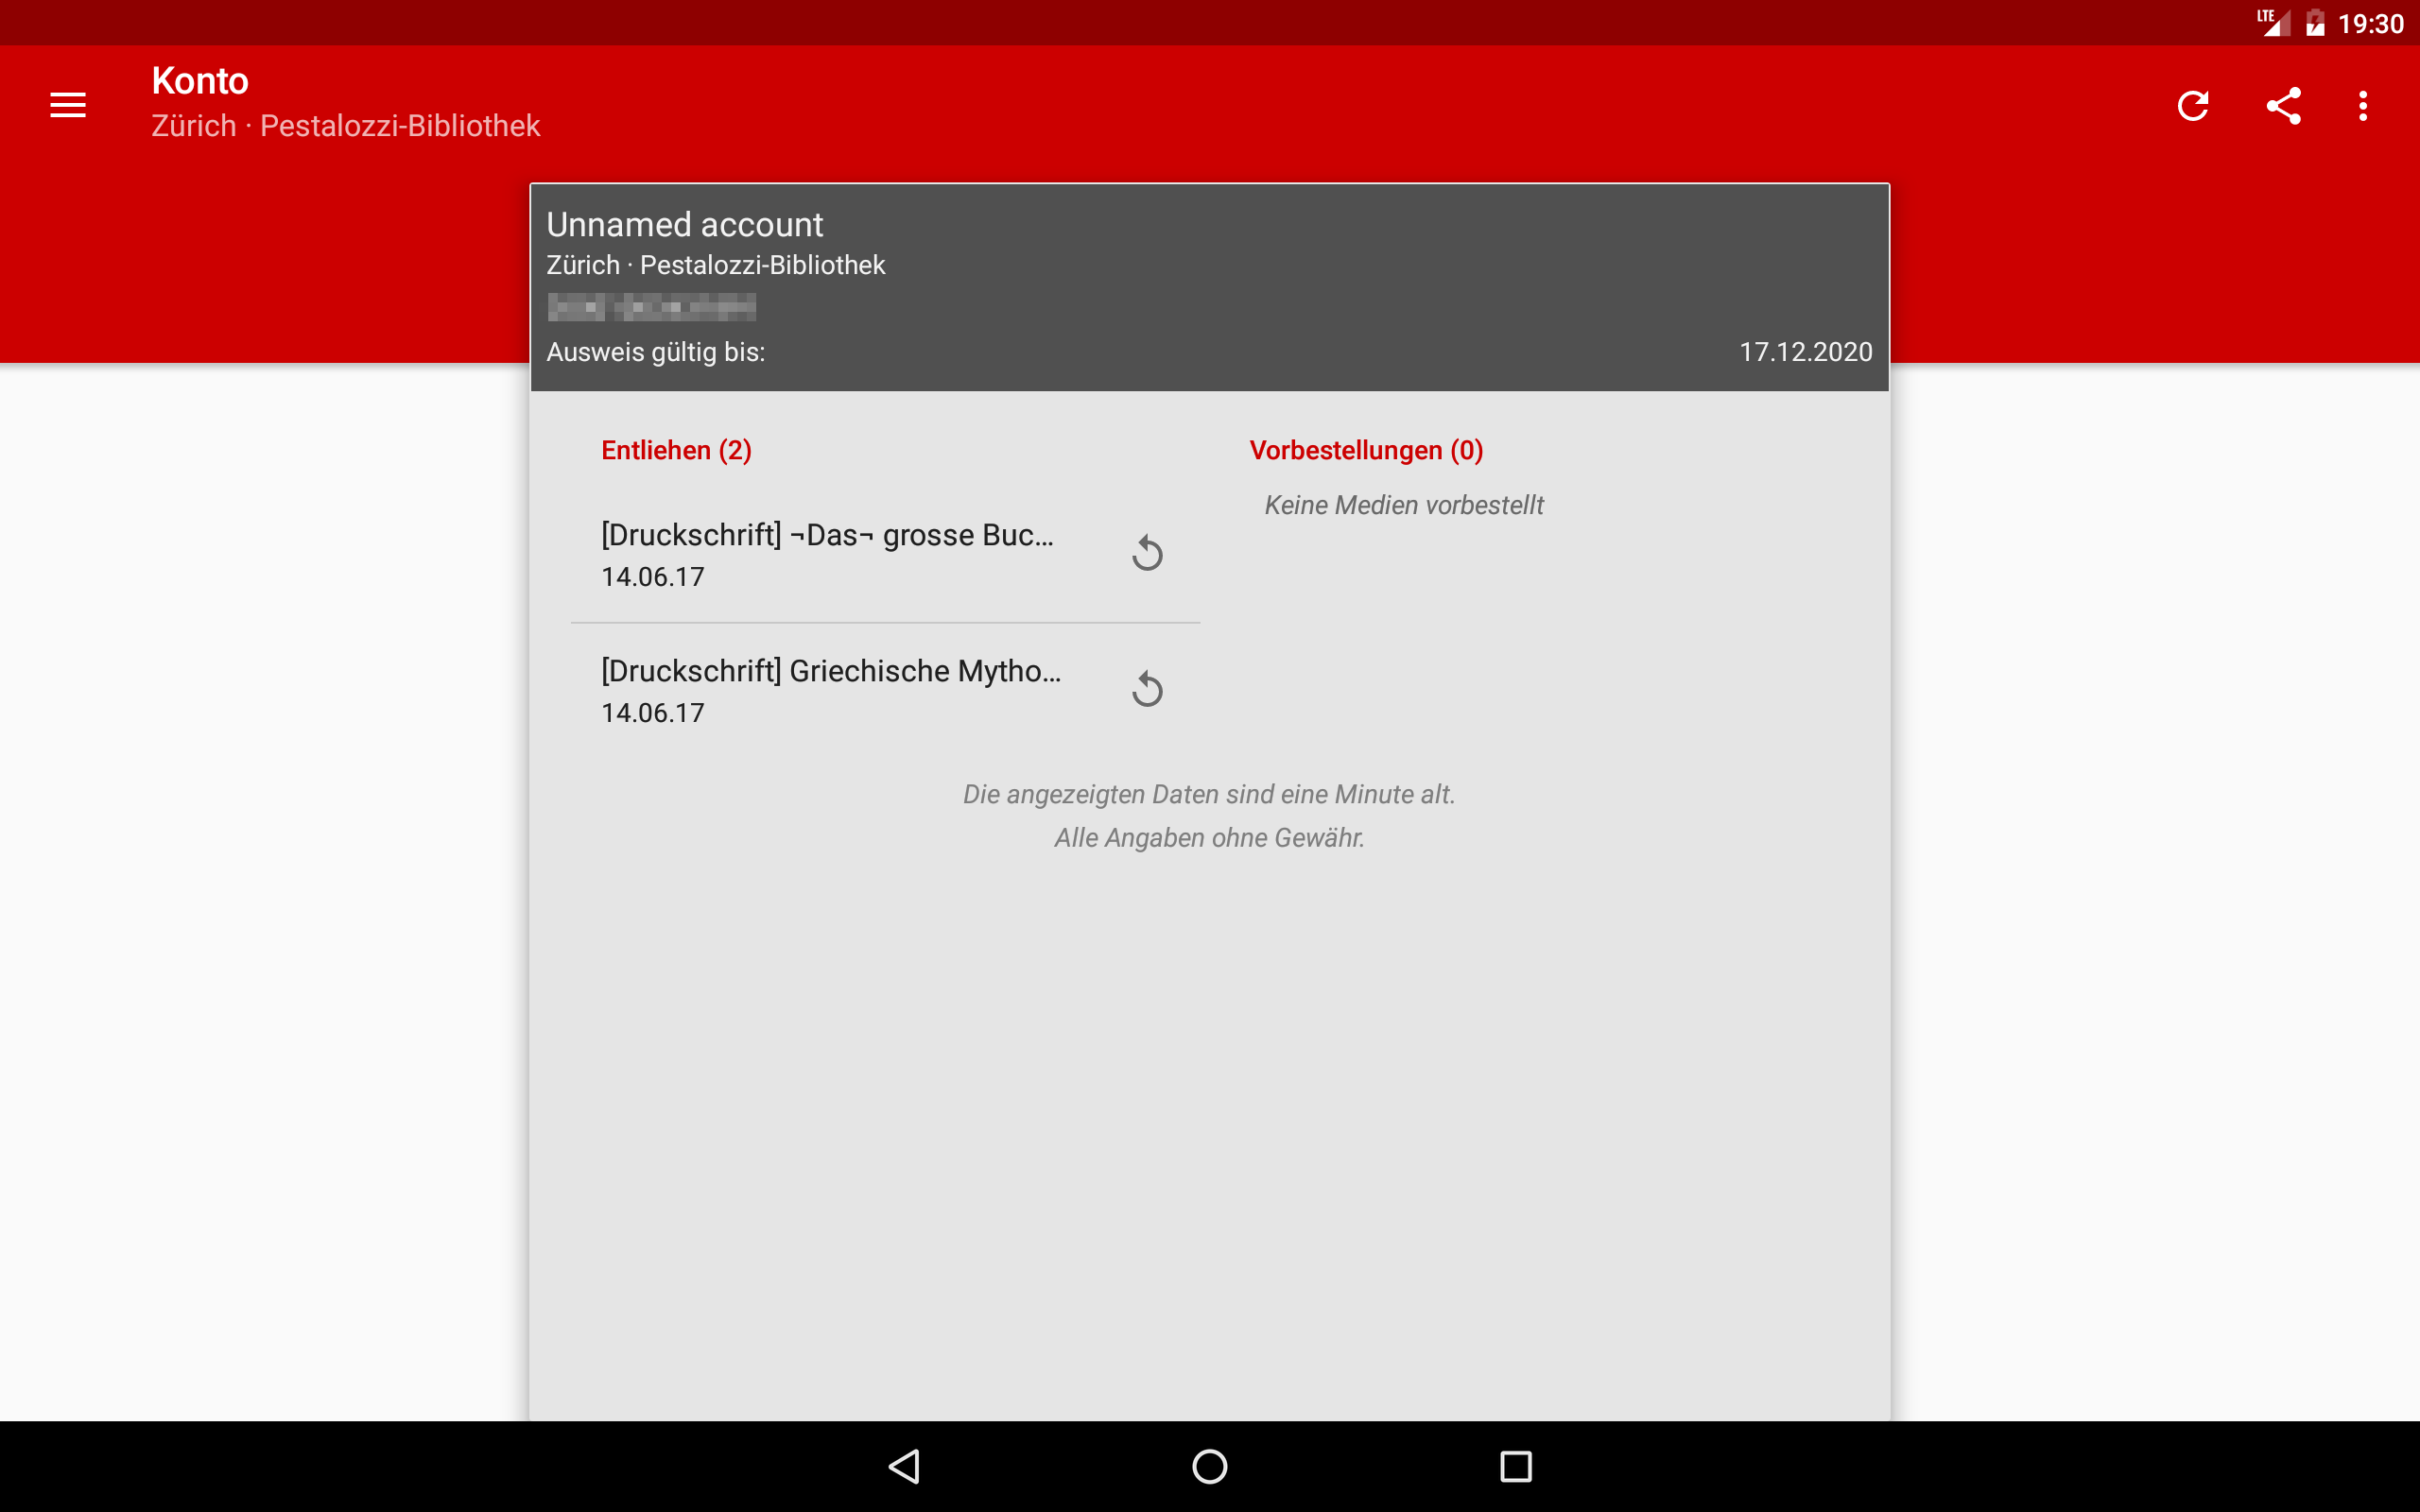 LTE 19:30
Konto
Zürich · Pestalozzi-Bibliothek
Unnamed account
Zürich · Pestalozzi-Bibliothek
Ausweis gültig bis: 17.12.2020
Entliehen (2)
[Druckschrift] ¬Das¬ grosse Buc...
14.06.17
[Druckschrift] Griechische Mytho...
14.06.17
Vorbestellungen (0)
Keine Medien vorbestellt
Die angezeigten Daten sind eine Minute alt.
Alle Angaben ohne Gewähr.